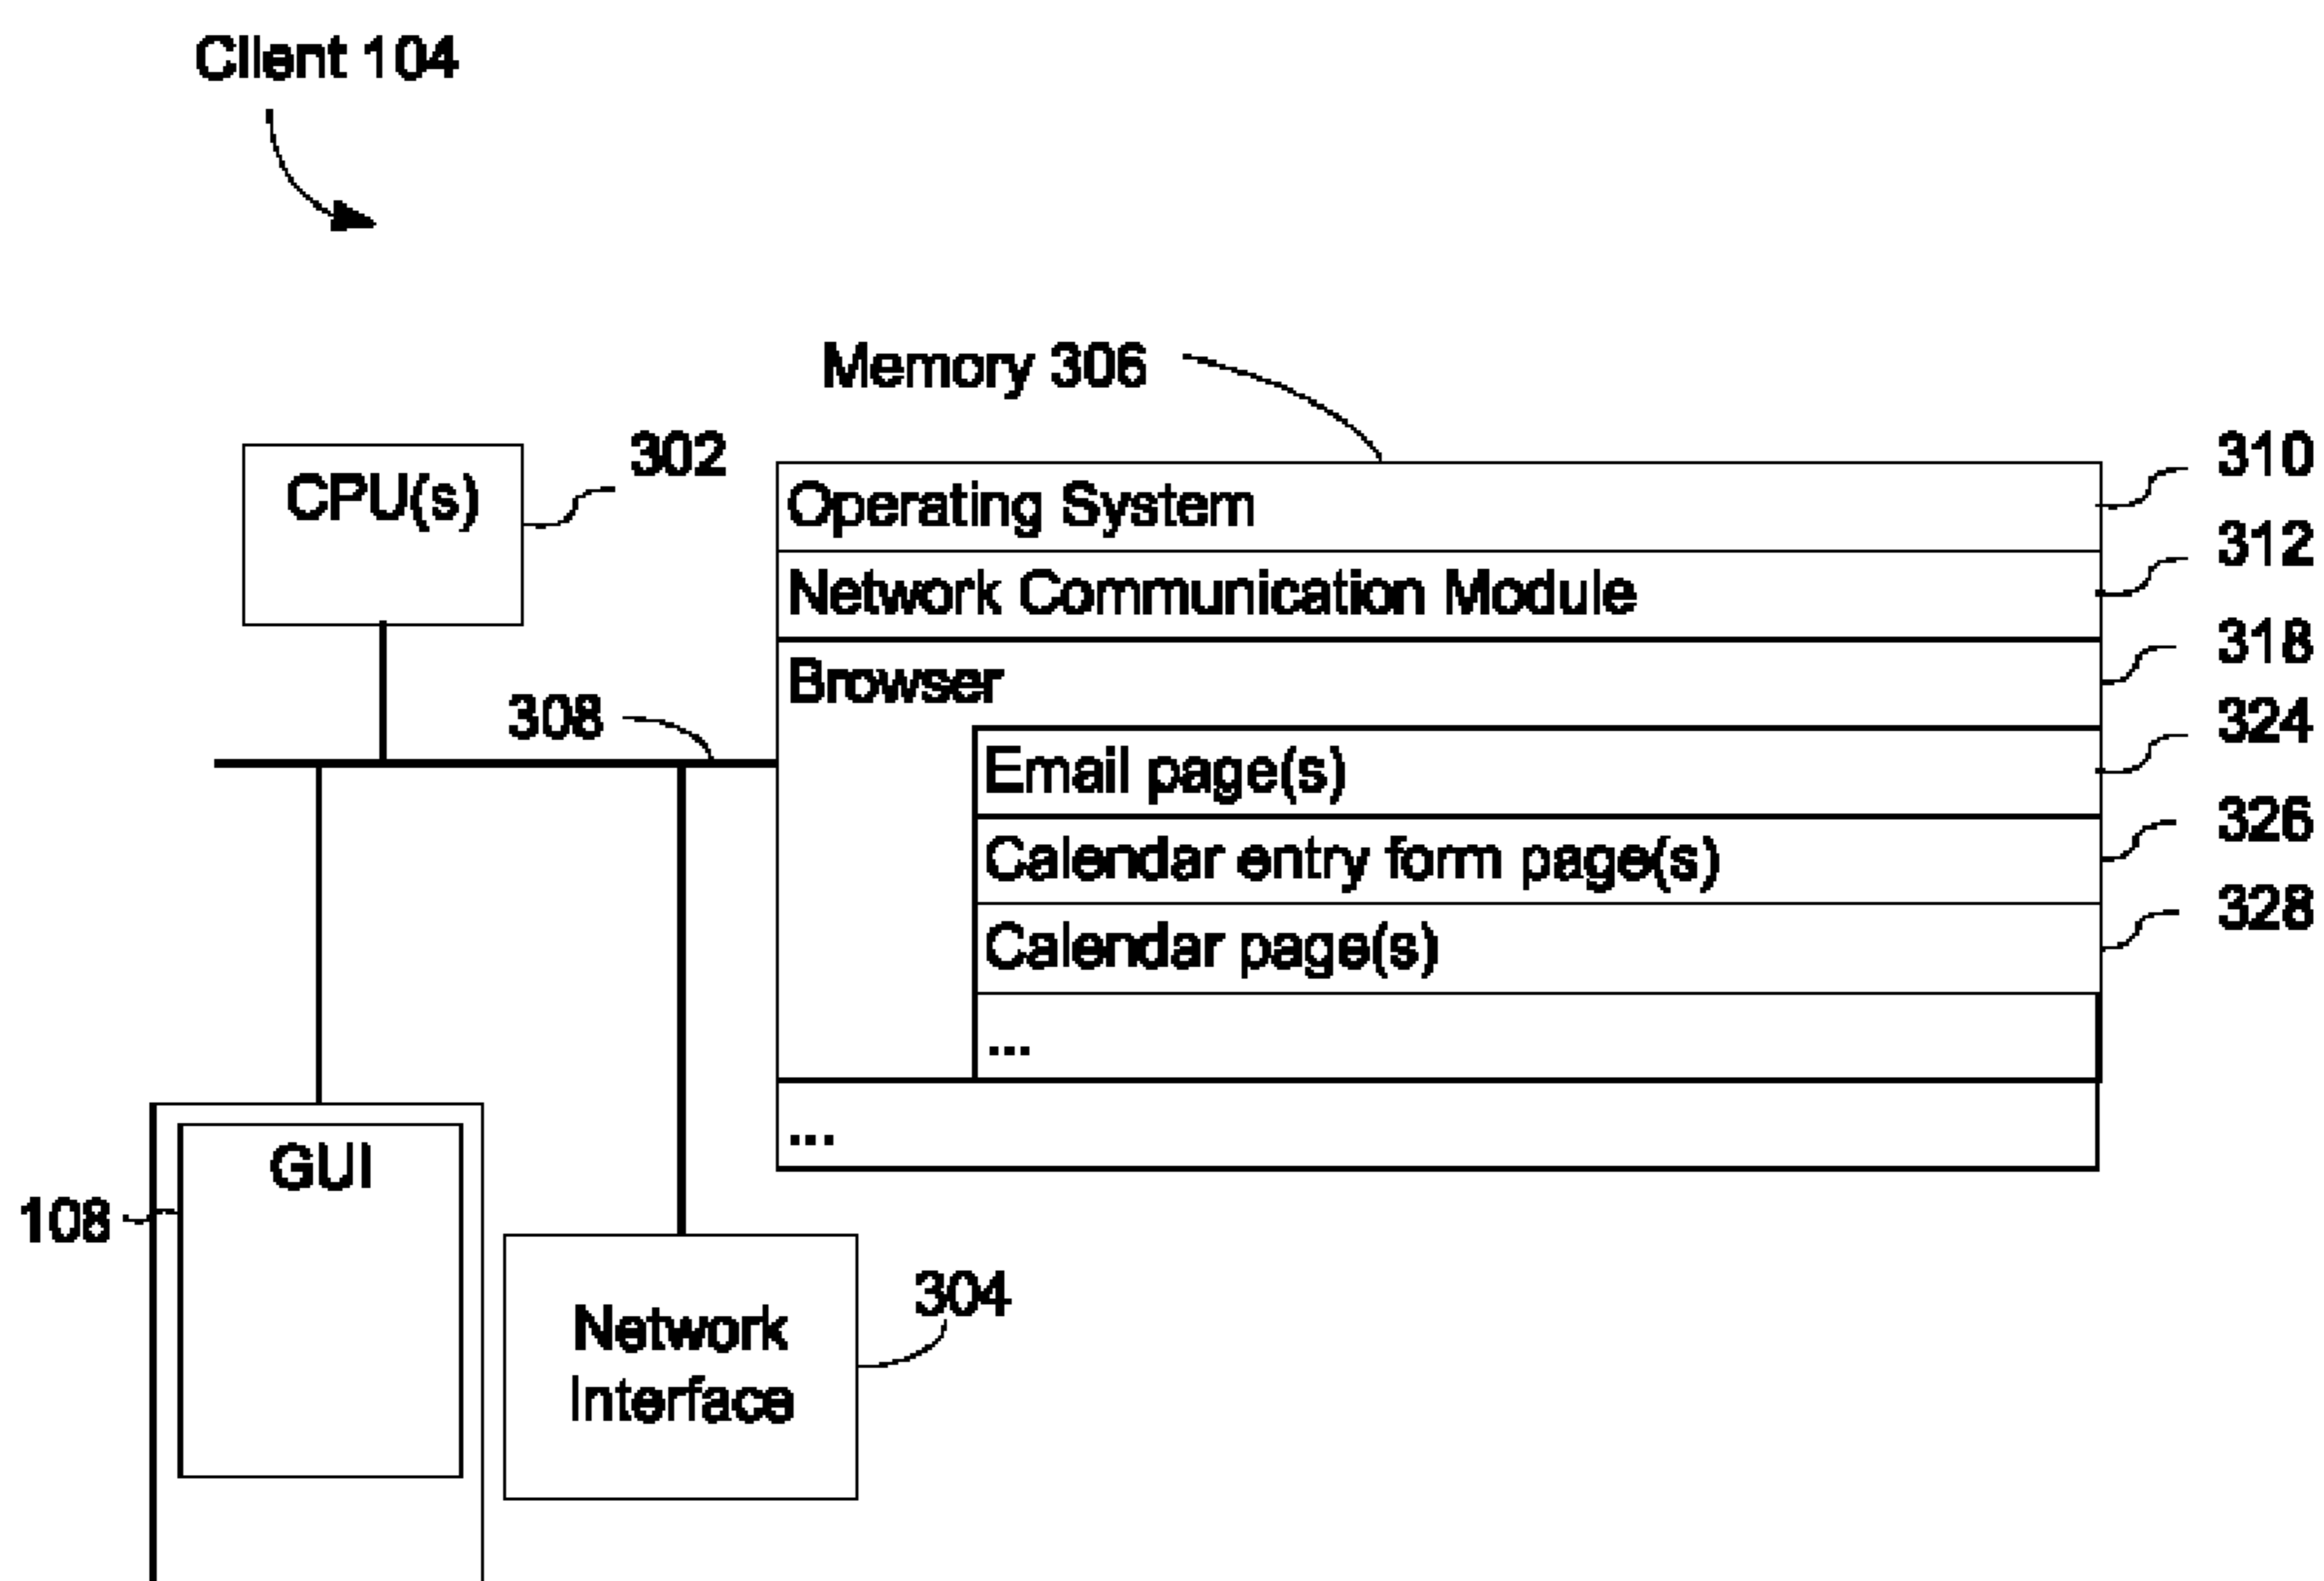 Client 104
Memory 306
CPU(s)
302
Operating System
310
Network Communication Module
312
Browser
318
308
Email page(s)
324
Calendar entry form page(s)
326
Calendar page(s)
328
...
...
GUI
108
Network
Interface
304